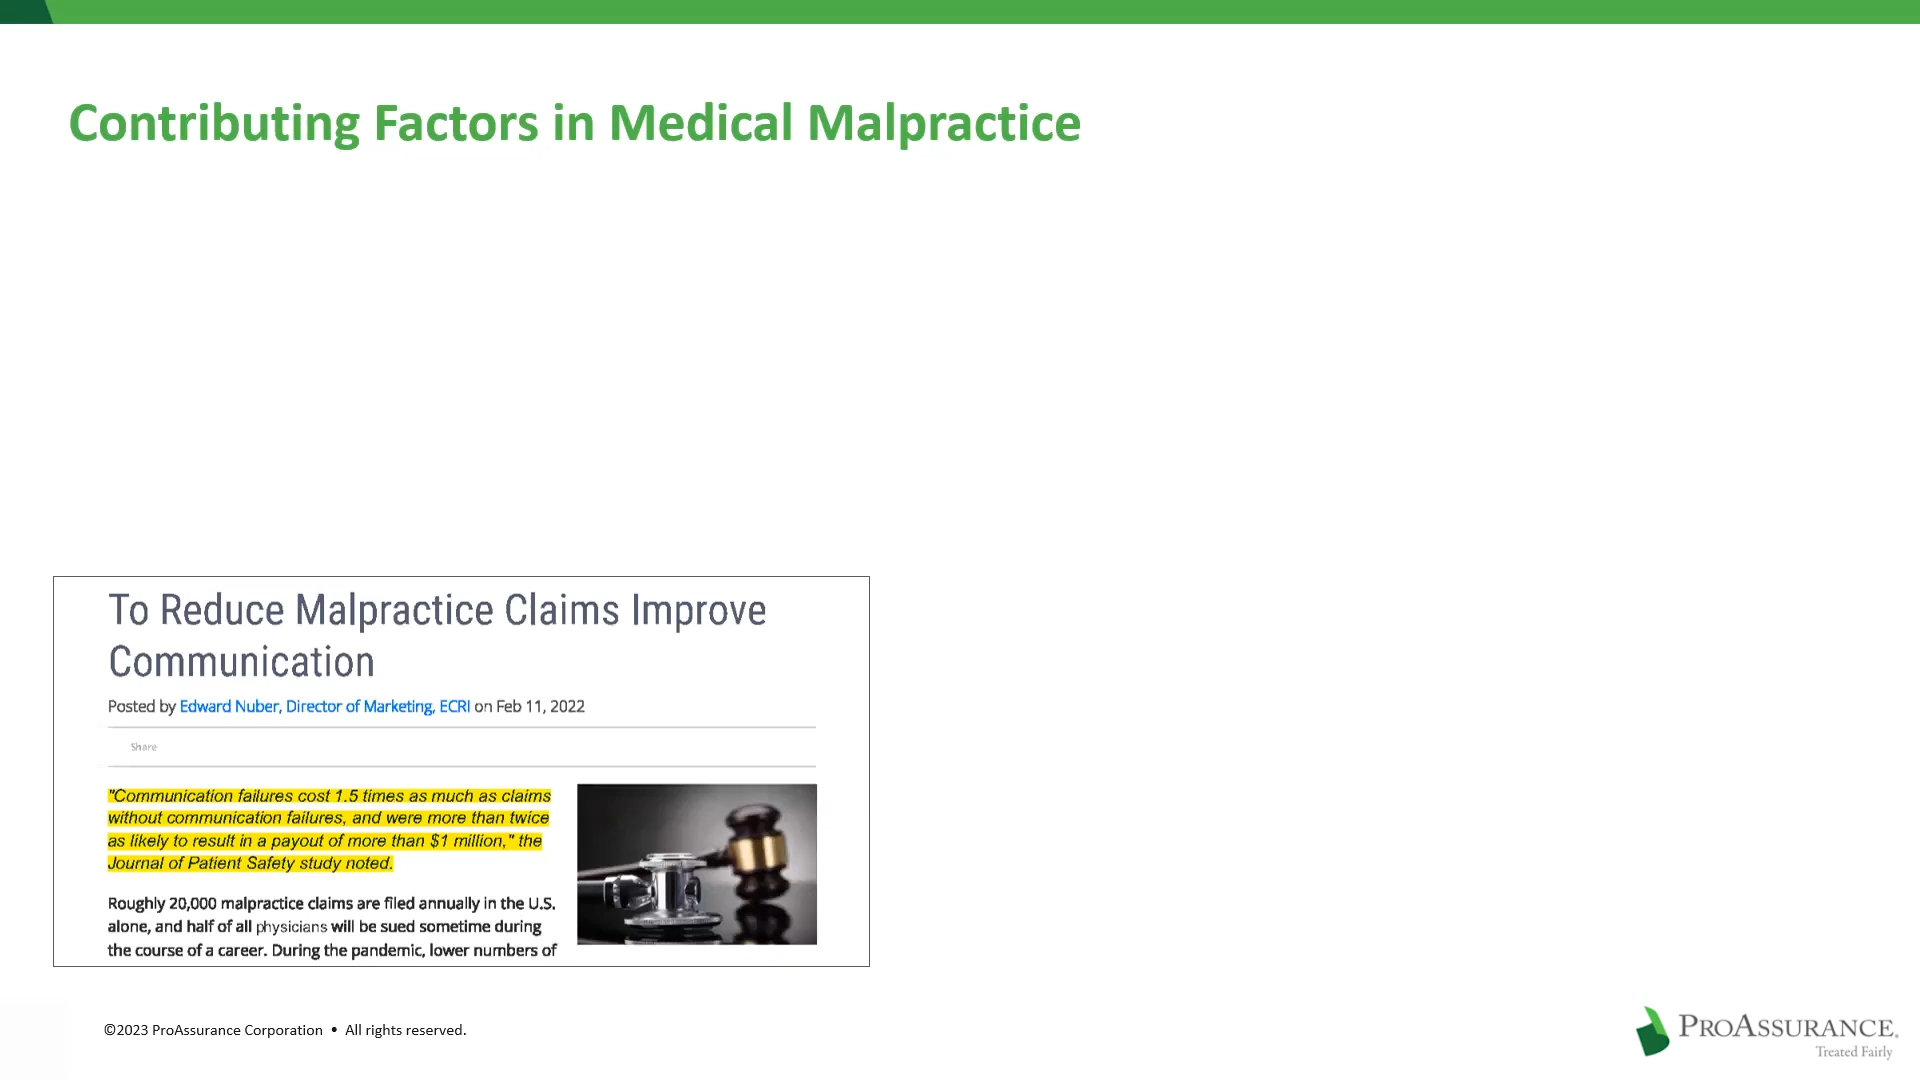 Contributing Factors in Medical Malpractice
To Reduce Malpractice Claims Improve
Communication
Posted by Edward Nuber, Director of Marketing, ECRI on Feb 11, 2022
Share
"Communication failures cost 1.5 times as much as claims
without communication failures, and were more than twice
as likely to result in a payout of more than $1 million," the
Journal of Patient Safety study noted.
Roughly 20,000 malpractice claims are filed annually in the U.S.
alone, and half of all physicians will be sued sometime during
the course of a career. During the pandemic, lower numbers of
©2023 ProAssurance Corporation • All rights reserved.
PROASSURANCE.
Treated Fairly